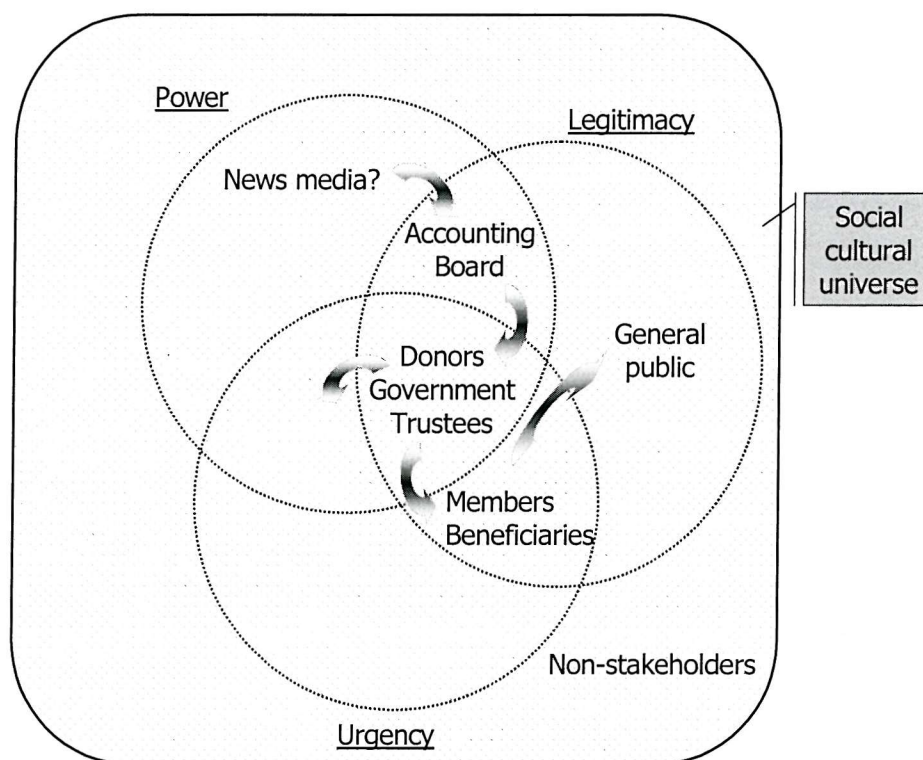 Power
Legitimacy
News media?
Accounting
Board
Social
cultural
universe
General
public
Donors
Government
Trustees
Members
Beneficiaries
Non-stakeholders
Urgency